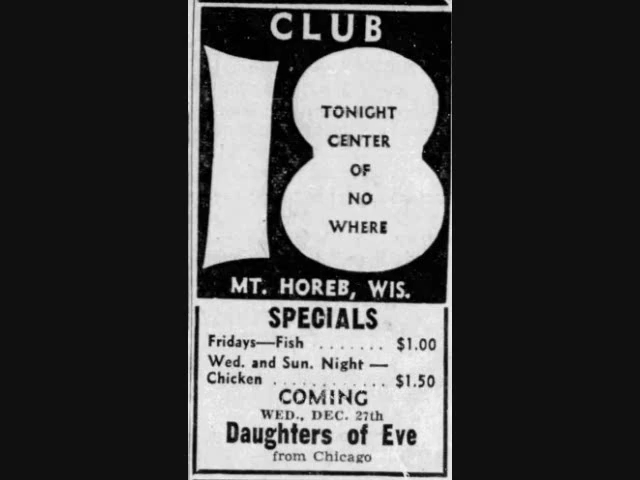 CLUB
18
TONIGHT
CENTER
OF
NO
WHERE
MT. HOREB, WIS.
SPECIALS
Fridays—Fish ....... $1.00
Wed. and Sun. Night —
Chicken ............ $1.50
COMING
WED., DEC. 27th
Daughters of Eve
from Chicago